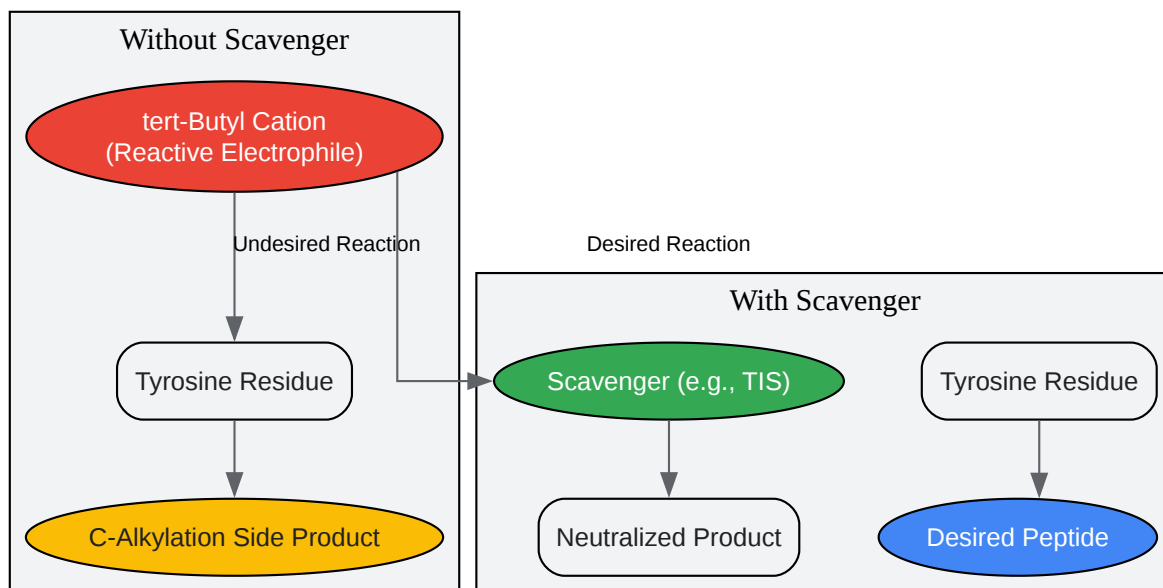 Without Scavenger
tert-Butyl Cation
(Reactive Electrophile)
Undesired Reaction
Desired Reaction
With Scavenger
Tyrosine Residue
Scavenger (e.g., TIS)
Tyrosine Residue
C-Alkylation Side Product
Neutralized Product
Desired Peptide